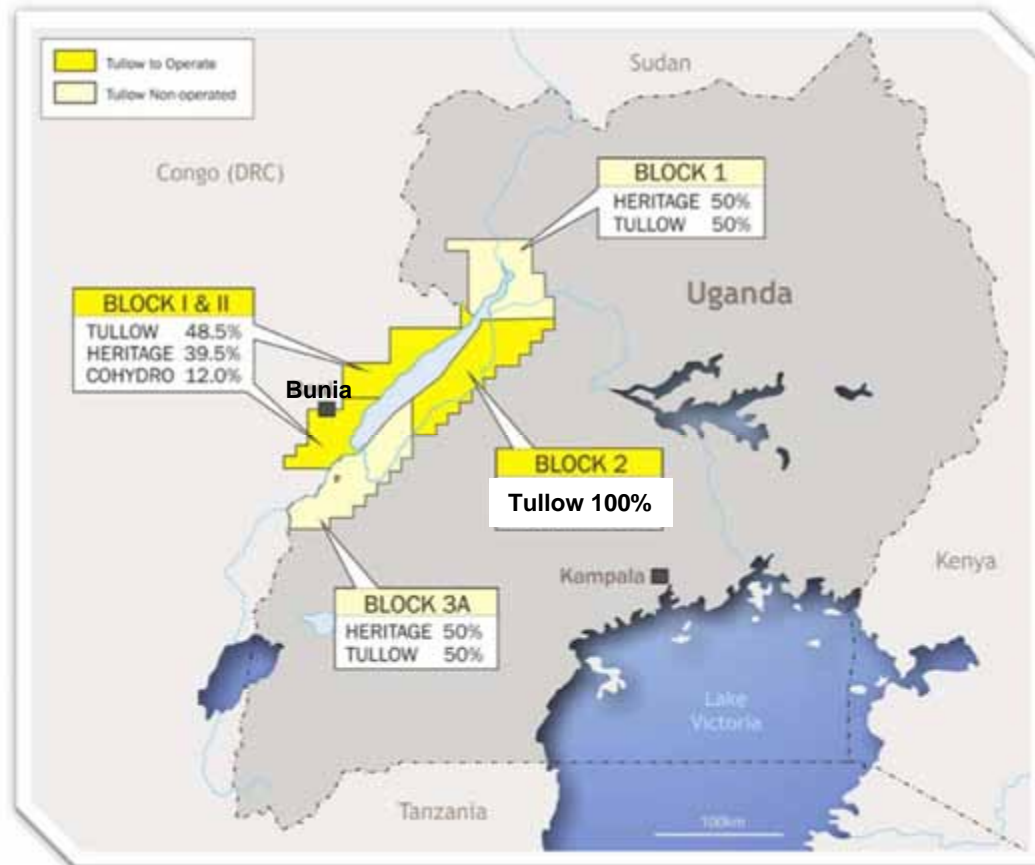 Tullow to Operate
Tullow Non-operated
Sudan
Congo (DRC)
BLOCK 1
HERITAGE 50%
TULLOW 50%
Uganda
BLOCK I & II
TULLOW 48.5%
HERITAGE 39.5%
COHYDRO 12.0%
Bunia
BLOCK 2
Tullow 100%
Kampala
Kenya
BLOCK 3A
HERITAGE 50%
TULLOW 50%
Lake
Victoria
Tanzania
100km